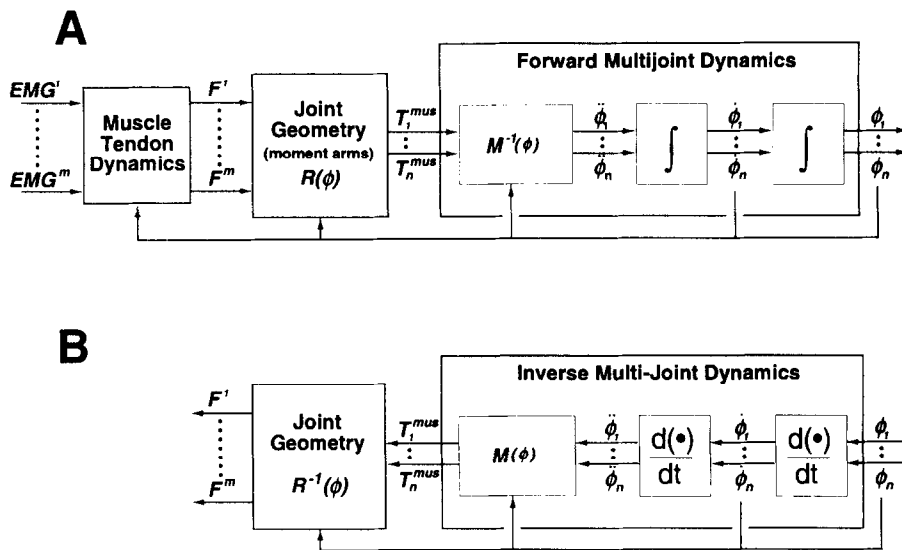 A
Forward Multijoint Dynamics
EMG¹
EMGᵐ
Muscle
Tendon
Dynamics
F¹
Fᵐ
Joint
Geometry
(moment arms)
R(ϕ)
T₁ᵐᵘˢ
Tₙᵐᵘˢ
M⁻¹(ϕ)
ϕ̈₁
ϕ̈ₙ
∫
ϕ̇₁
ϕ̇ₙ
∫
ϕ₁
ϕₙ
B
Inverse Multi-Joint Dynamics
F¹
Fᵐ
Joint
Geometry
R⁻¹(ϕ)
T₁ᵐᵘˢ
Tₙᵐᵘˢ
M(ϕ)
ϕ̈₁
ϕ̈ₙ
d(•)
dt
ϕ̇₁
ϕ̇ₙ
d(•)
dt
ϕ₁
ϕₙ